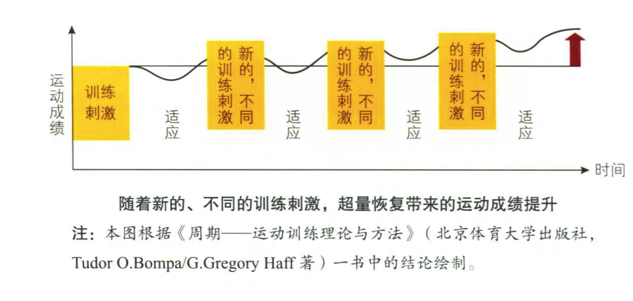 运动成绩
训练
刺激
适应
新的，不同
的训练刺激
适应
新的，不同
的训练刺激
适应
新的，不同
的训练刺激
适应
时间
随着新的、不同的训练刺激，超量恢复带来的运动成绩提升
注：本图根据《周期——运动训练理论与方法》（北京体育大学出版社，
Tudor O.Bompa/G.Gregory Haff 著）一书中的结论绘制。